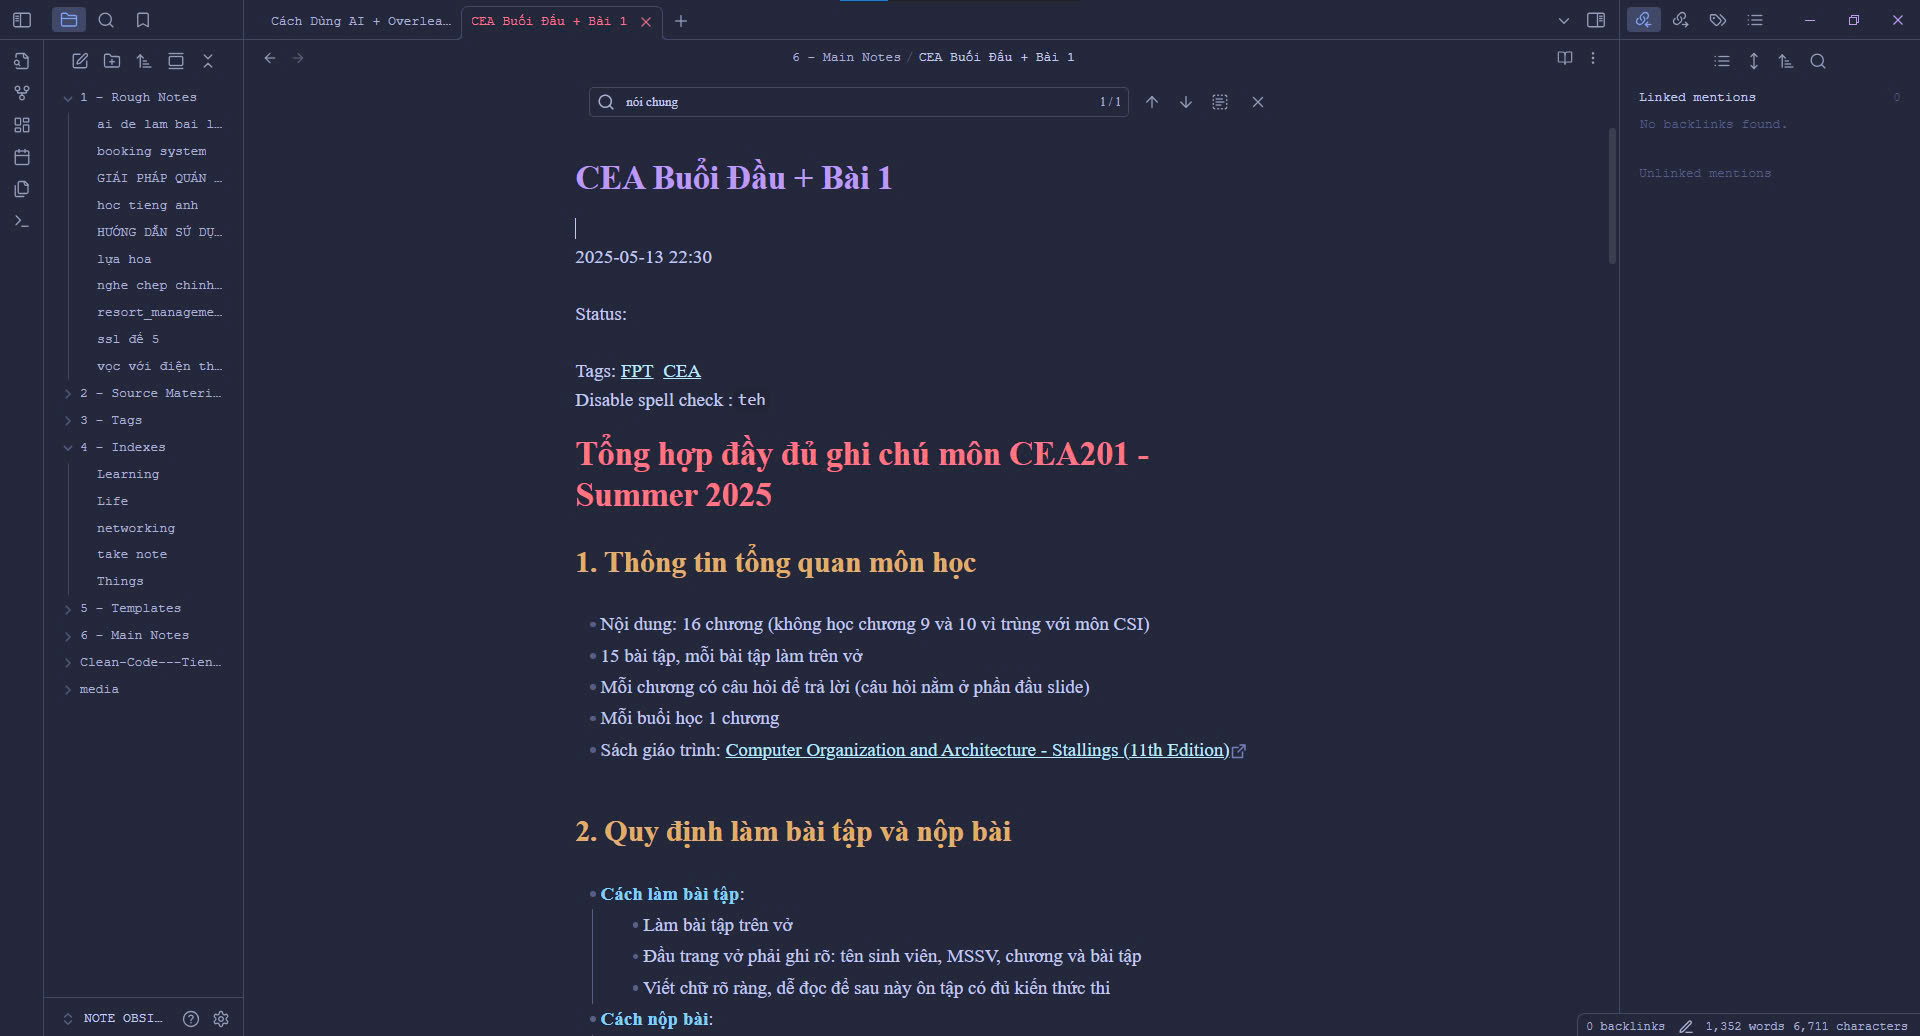 Cách Dùng AI + Overlea…
CEA Buổi Đầu + Bài 1
6 – Main Notes / CEA Buổi Đầu + Bài 1
nói chung
1 / 1
1 – Rough Notes
ai de lam bai l…
booking system
GIẢI PHÁP QUẢN …
hoc tieng anh
HƯỚNG DẪN SỬ DỤ…
lựa hoa
nghe chep chinh…
resort_manageme…
ssl đề 5
vọc với điện th…
2 – Source Materi…
3 – Tags
4 – Indexes
Learning
Life
networking
take note
Things
5 – Templates
6 – Main Notes
Clean-Code---Tien…
media
NOTE OBSI…
CEA Buổi Đầu + Bài 1
2025-05-13 22:30
Status:
Tags: FPT CEA
Disable spell check : teh
Tổng hợp đầy đủ ghi chú môn CEA201 -
Summer 2025
1. Thông tin tổng quan môn học
Nội dung: 16 chương (không học chương 9 và 10 vì trùng với môn CSI)
15 bài tập, mỗi bài tập làm trên vở
Mỗi chương có câu hỏi để trả lời (câu hỏi nằm ở phần đầu slide)
Mỗi buổi học 1 chương
Sách giáo trình: Computer Organization and Architecture - Stallings (11th Edition)
2. Quy định làm bài tập và nộp bài
Cách làm bài tập:
Làm bài tập trên vở
Đầu trang vở phải ghi rõ: tên sinh viên, MSSV, chương và bài tập
Viết chữ rõ ràng, dễ đọc để sau này ôn tập có đủ kiến thức thi
Cách nộp bài:
Linked mentions
0
No backlinks found.
Unlinked mentions
0 backlinks
1,352 words 6,711 characters